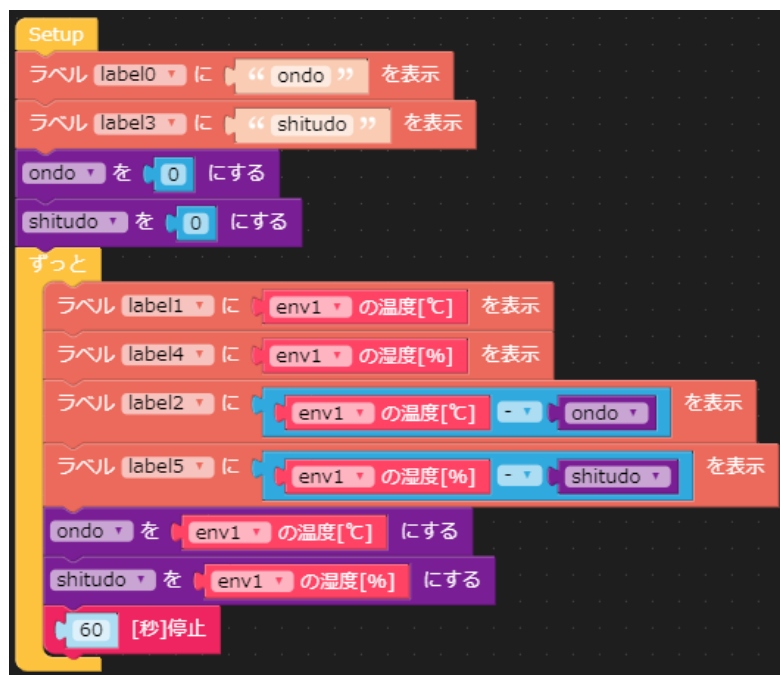 Setup
ラベル label0 ▼ に “ ondo ” を表示
ラベル label3 ▼ に “ shitudo ” を表示
ondo ▼ を 0 にする
shitudo ▼ を 0 にする
ずっと
ラベル label1 ▼ に env1 ▼ の温度[℃] を表示
ラベル label4 ▼ に env1 ▼ の湿度[%] を表示
ラベル label2 ▼ に env1 ▼ の温度[℃] - ▼ ondo ▼ を表示
ラベル label5 ▼ に env1 ▼ の湿度[%] - ▼ shitudo ▼ を表示
ondo ▼ を env1 ▼ の温度[℃] にする
shitudo ▼ を env1 ▼ の湿度[%] にする
60 [秒]停止